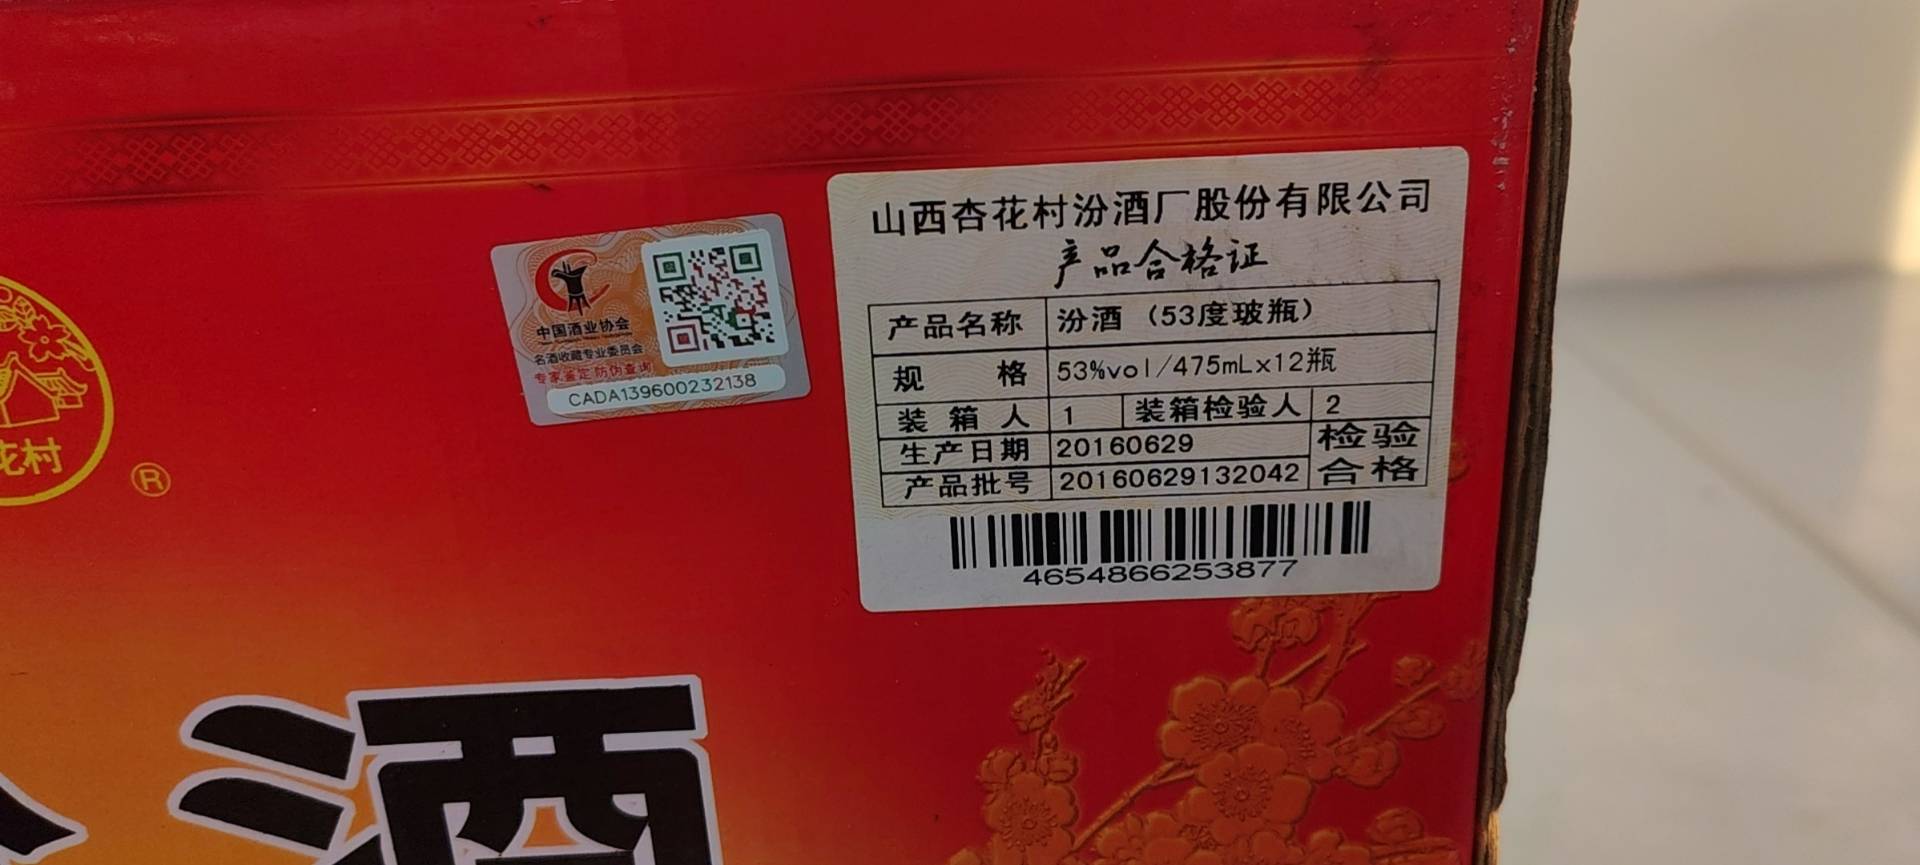 山西杏花村汾酒厂股份有限公司
产品合格证
产品名称 汾酒（53度玻瓶）
规 格 53%vol/475mLx12瓶
装箱人 1 装箱检验人 2
生产日期 20160629 检验
产品批号 20160629132042 合格
4654866253877
中国酒业协会
名酒收藏专业委员会
专家鉴定 防伪查询
CADA139600232138
花村
®
酒